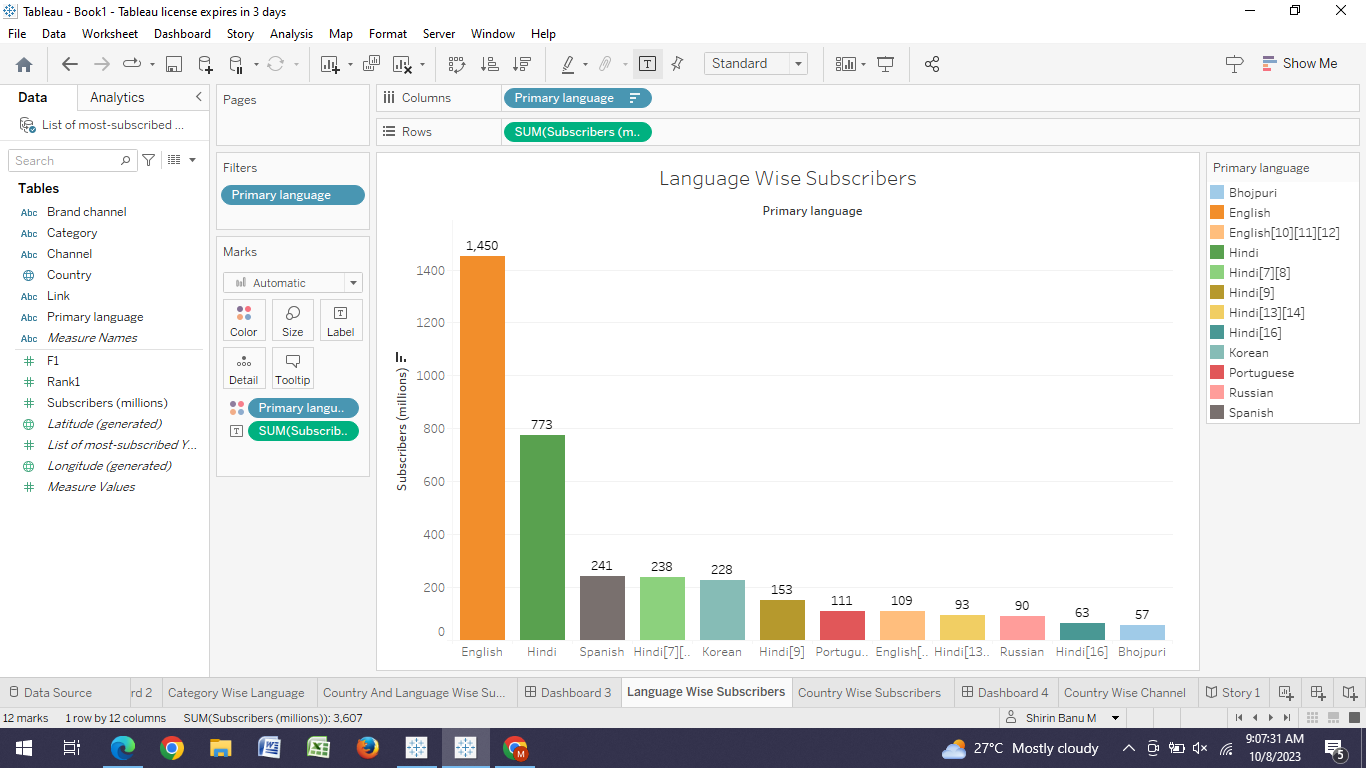 Tableau - Book1 - Tableau license expires in 3 days
File Data Worksheet Dashboard Story Analysis Map Format Server Window Help
Standard
Show Me
Data Analytics
List of most-subscribed ...
Search
Tables
Abc Brand channel
Abc Category
Abc Channel
Country
Abc Link
Abc Primary language
Abc Measure Names
F1
Rank1
Subscribers (millions)
Latitude (generated)
List of most-subscribed Y...
Longitude (generated)
Measure Values
Pages
Filters
Primary language
Marks
Automatic
Color Size Label
Detail Tooltip
Primary langu..
SUM(Subscrib..
Columns Primary language
Rows SUM(Subscribers (m..
Language Wise Subscribers
Primary language
Subscribers (millions)
1400
1200
1000
800
600
400
200
0
1,450 773 241 238 228 153 111 109 93 90 63 57
English Hindi Spanish Hindi[7][.. Korean Hindi[9] Portugu.. English[.. Hindi[13.. Russian Hindi[16] Bhojpuri
Primary language
Bhojpuri
English
English[10][11][12]
Hindi
Hindi[7][8]
Hindi[9]
Hindi[13][14]
Hindi[16]
Korean
Portuguese
Russian
Spanish
Data Source rd 2 Category Wise Language Country And Language Wise Su... Dashboard 3 Language Wise Subscribers Country Wise Subscribers Dashboard 4 Country Wise Channel Story 1
12 marks 1 row by 12 columns SUM(Subscribers (millions)): 3,607 Shirin Banu M
27°C Mostly cloudy
9:07:31 AM
10/8/2023
5